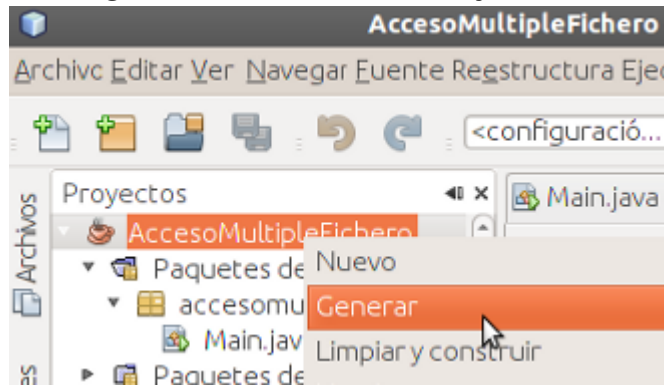 AccesoMultipleFichero
Archivc Editar Ver Navegar Fuente Reestructura Ejec
<configuració...
Archivos
Proyectos
Main.java
AccesoMultipleFichero
Paquetes de
accesomu
Main.jav
Paquetes de
Nuevo
Generar
Limpiar y construir
es